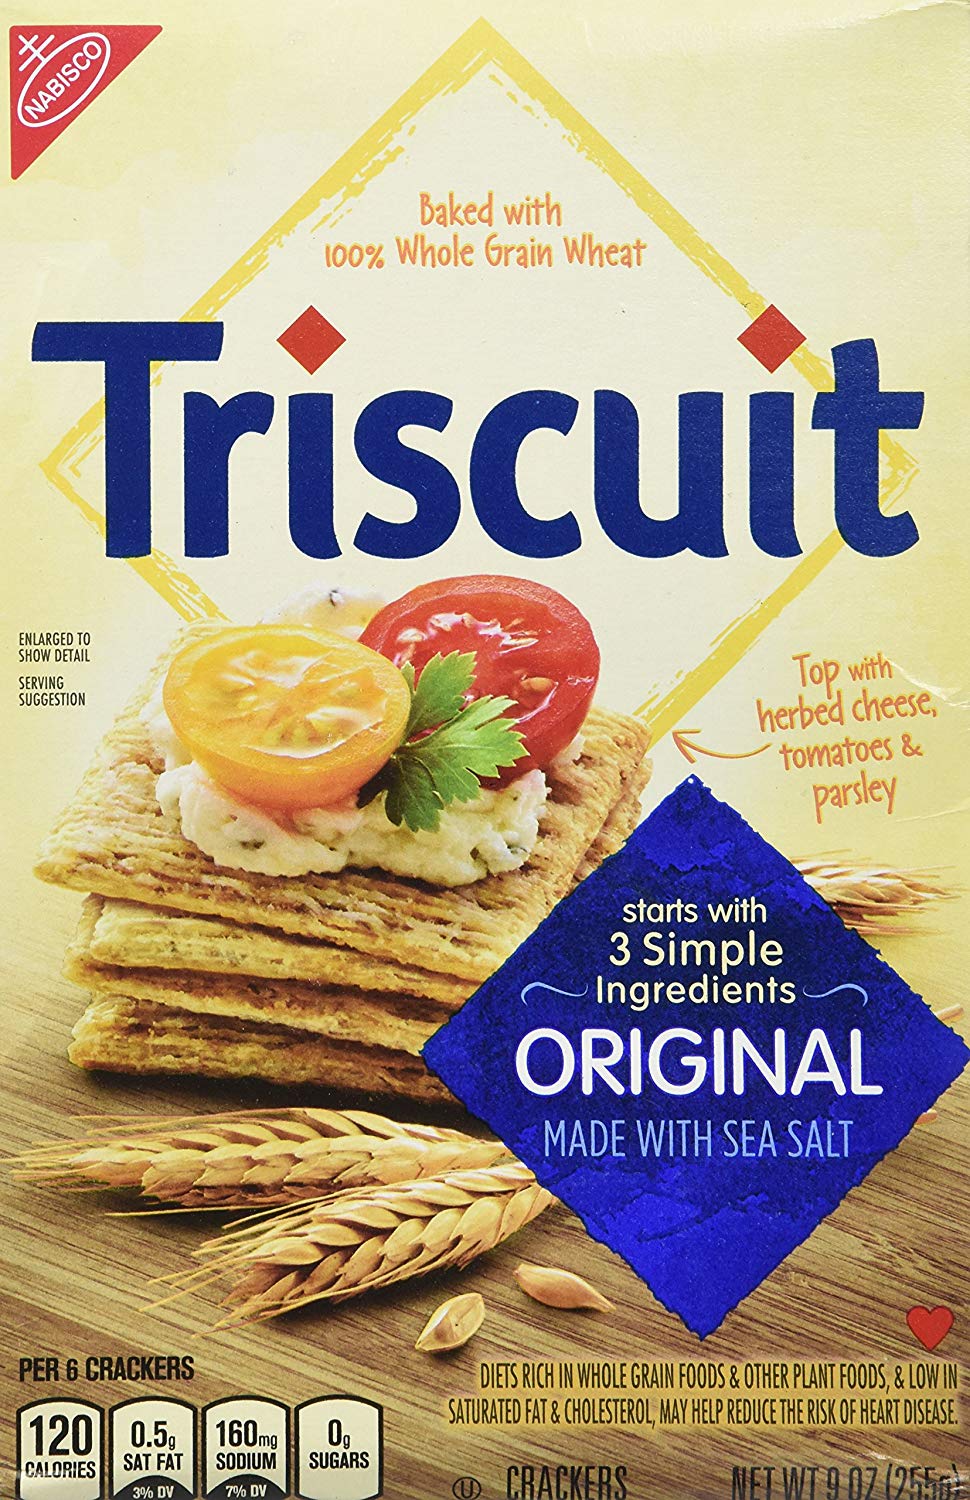 NABISCO
Baked with
100% Whole Grain Wheat
Triscuit
ENLARGED TO
SHOW DETAIL
SERVING
SUGGESTION
Top with
herbed cheese,
tomatoes &
parsley
starts with
3 Simple
Ingredients
ORIGINAL
MADE WITH SEA SALT
PER 6 CRACKERS
120
CALORIES
0.5g
SAT FAT
3% DV
160mg
SODIUM
7% DV
0g
SUGARS
DIETS RICH IN WHOLE GRAIN FOODS & OTHER PLANT FOODS, & LOW IN
SATURATED FAT & CHOLESTEROL, MAY HELP REDUCE THE RISK OF HEART DISEASE.
U CRACKERS NET WT 9 OZ (255g)